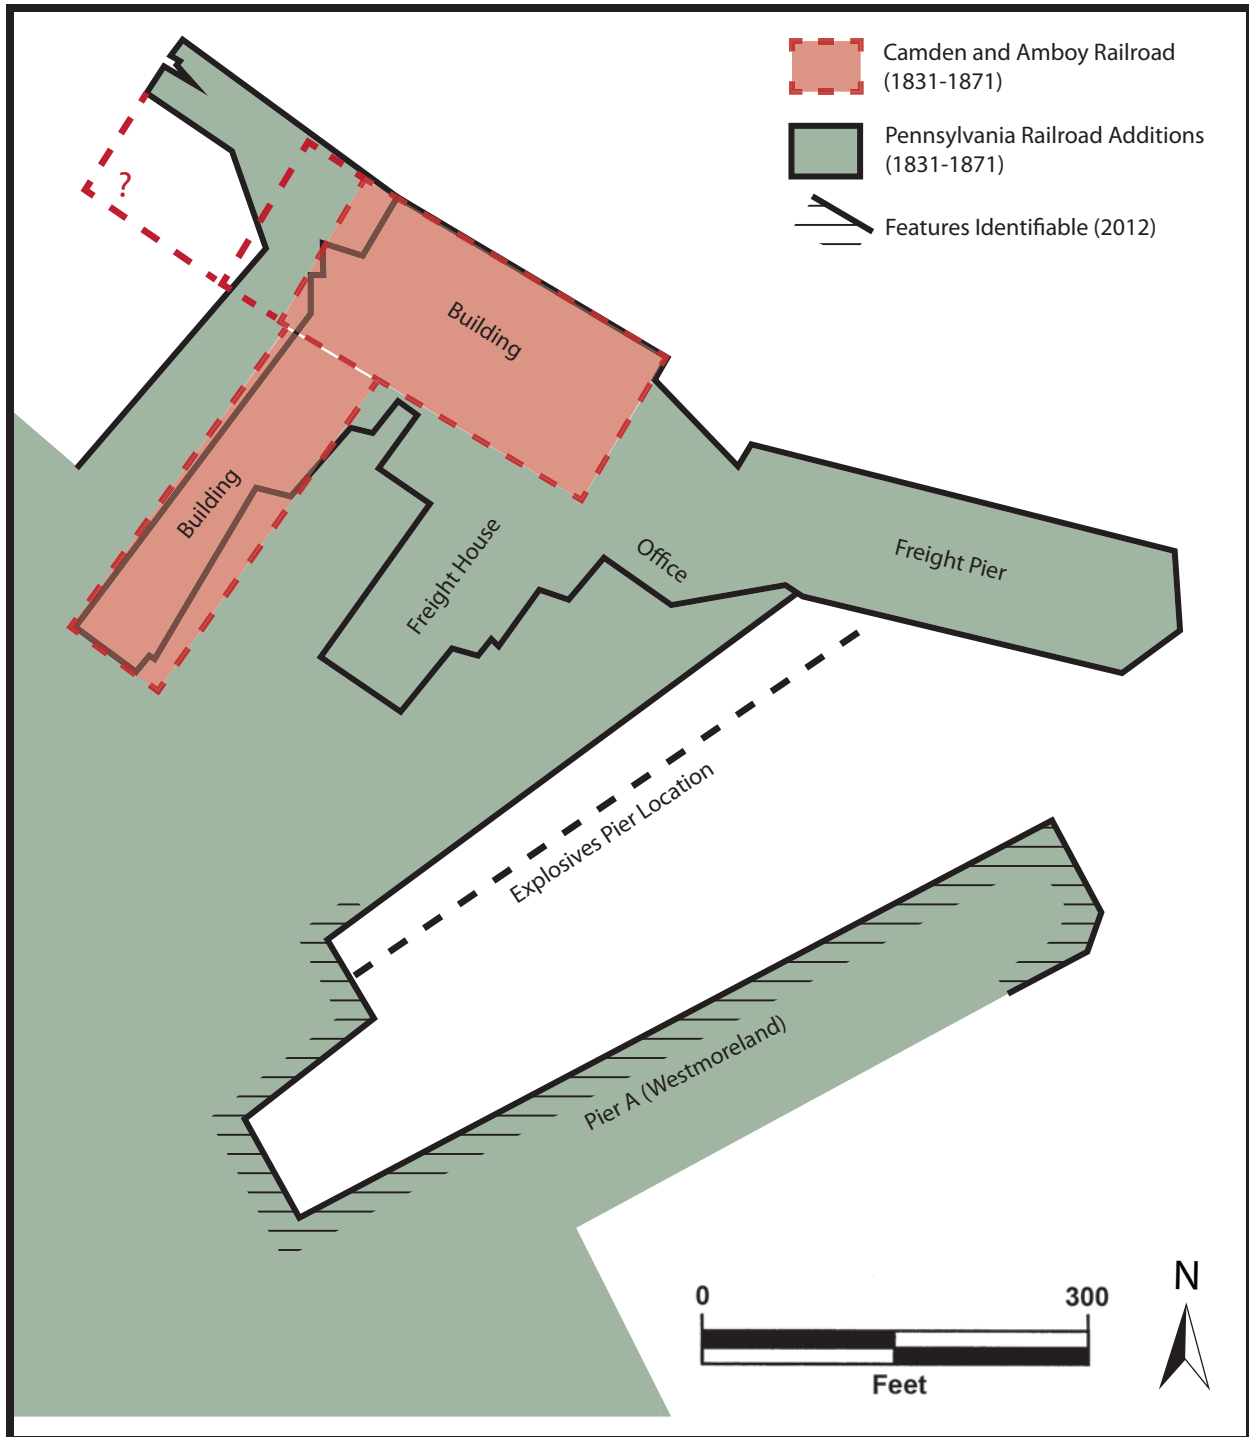 Camden and Amboy Railroad
(1831-1871)
Pennsylvania Railroad Additions
(1831-1871)
Features Identifiable (2012)
?
Building
Building
Freight House
Office
Freight Pier
Explosives Pier Location
Pier A (Westmoreland)
0 300
Feet
N